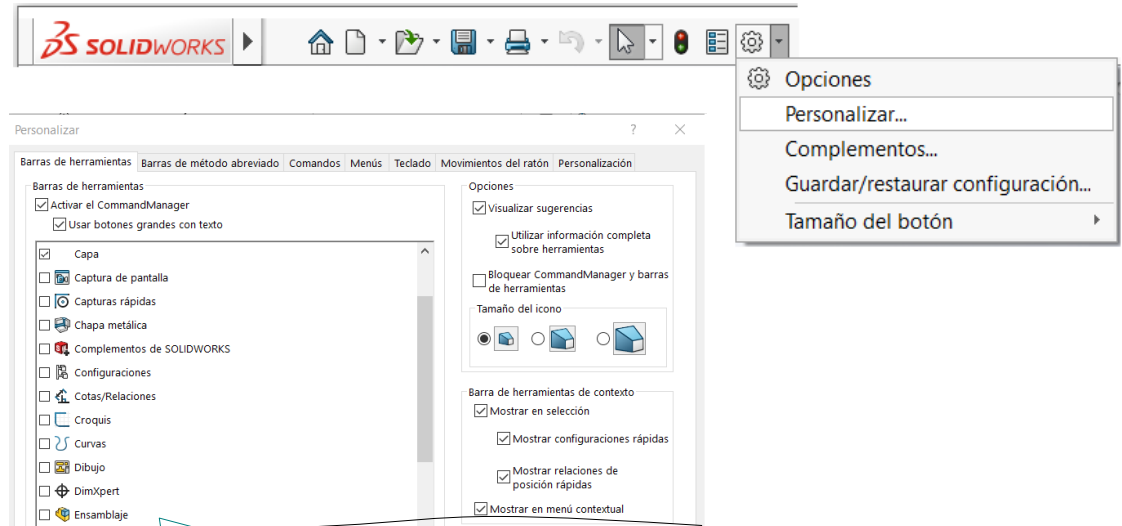 SOLIDWORKS
Opciones
Personalizar...
Complementos...
Guardar/restaurar configuración...
Tamaño del botón
Personalizar ? ×
Barras de herramientas Barras de método abreviado Comandos Menús Teclado Movimientos del ratón Personalización
Barras de herramientas
Activar el CommandManager
Usar botones grandes con texto
Capa
Captura de pantalla
Capturas rápidas
Chapa metálica
Complementos de SOLIDWORKS
Configuraciones
Cotas/Relaciones
Croquis
Curvas
Dibujo
DimXpert
Ensamblaje
Opciones
Visualizar sugerencias
Utilizar información completa
sobre herramientas
Bloquear CommandManager y barras
de herramientas
Tamaño del icono
Barra de herramientas de contexto
Mostrar en selección
Mostrar configuraciones rápidas
Mostrar relaciones de
posición rápidas
Mostrar en menú contextual